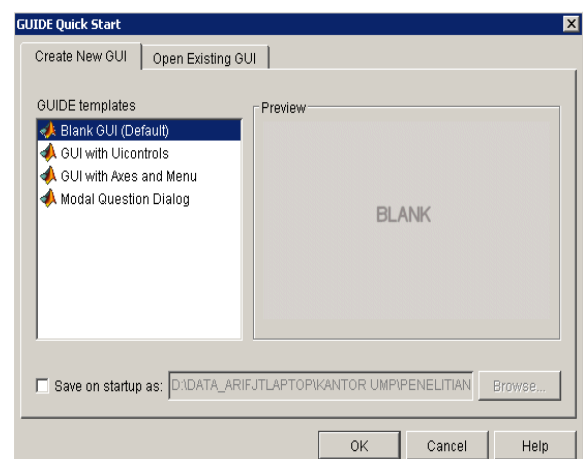 GUIDE Quick Start
Create New GUI
Open Existing GUI
GUIDE templates
Blank GUI (Default)
GUI with Uicontrols
GUI with Axes and Menu
Modal Question Dialog
Preview
BLANK
Save on startup as: D:\DATA_ARIFJTLAPTOP\KANTOR UMP\PENELITIAN Browse...
OK Cancel Help